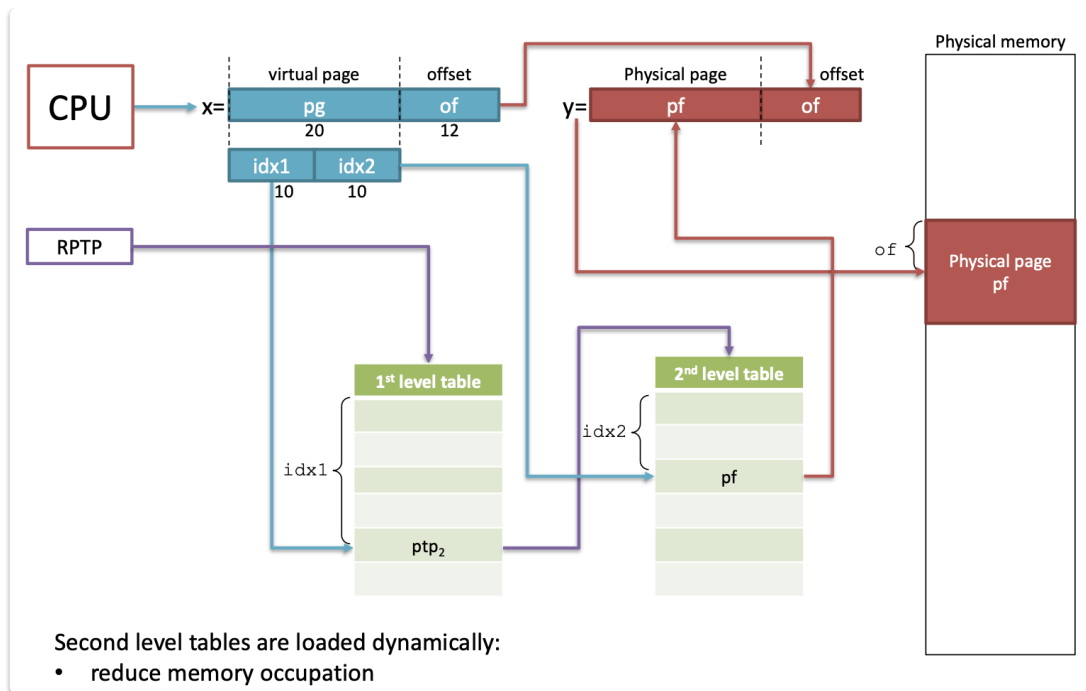 Physical memory
virtual page
offset
Physical page
offset
CPU
x=
pg
of
y=
pf
of
20
12
idx1
idx2
10
10
RPTP
of
Physical page
pf
1st level table
2nd level table
idx1
idx2
pf
ptp2
Second level tables are loaded dynamically:
• reduce memory occupation